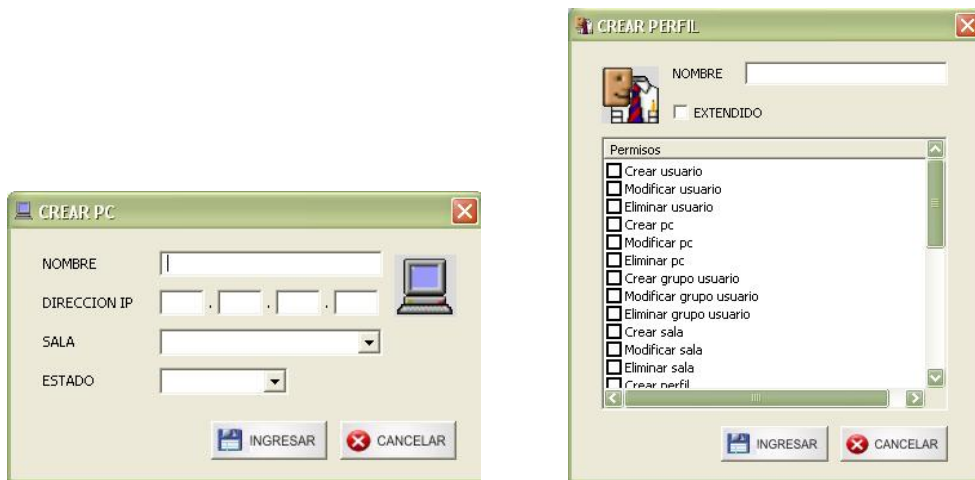 CREAR PC
NOMBRE
DIRECCION IP
. . .
SALA
ESTADO
INGRESAR
CANCELAR
CREAR PERFIL
NOMBRE
EXTENDIDO
Permisos
Crear usuario
Modificar usuario
Eliminar usuario
Crear pc
Modificar pc
Eliminar pc
Crear grupo usuario
Modificar grupo usuario
Eliminar grupo usuario
Crear sala
Modificar sala
Eliminar sala
Crear perfil
INGRESAR
CANCELAR